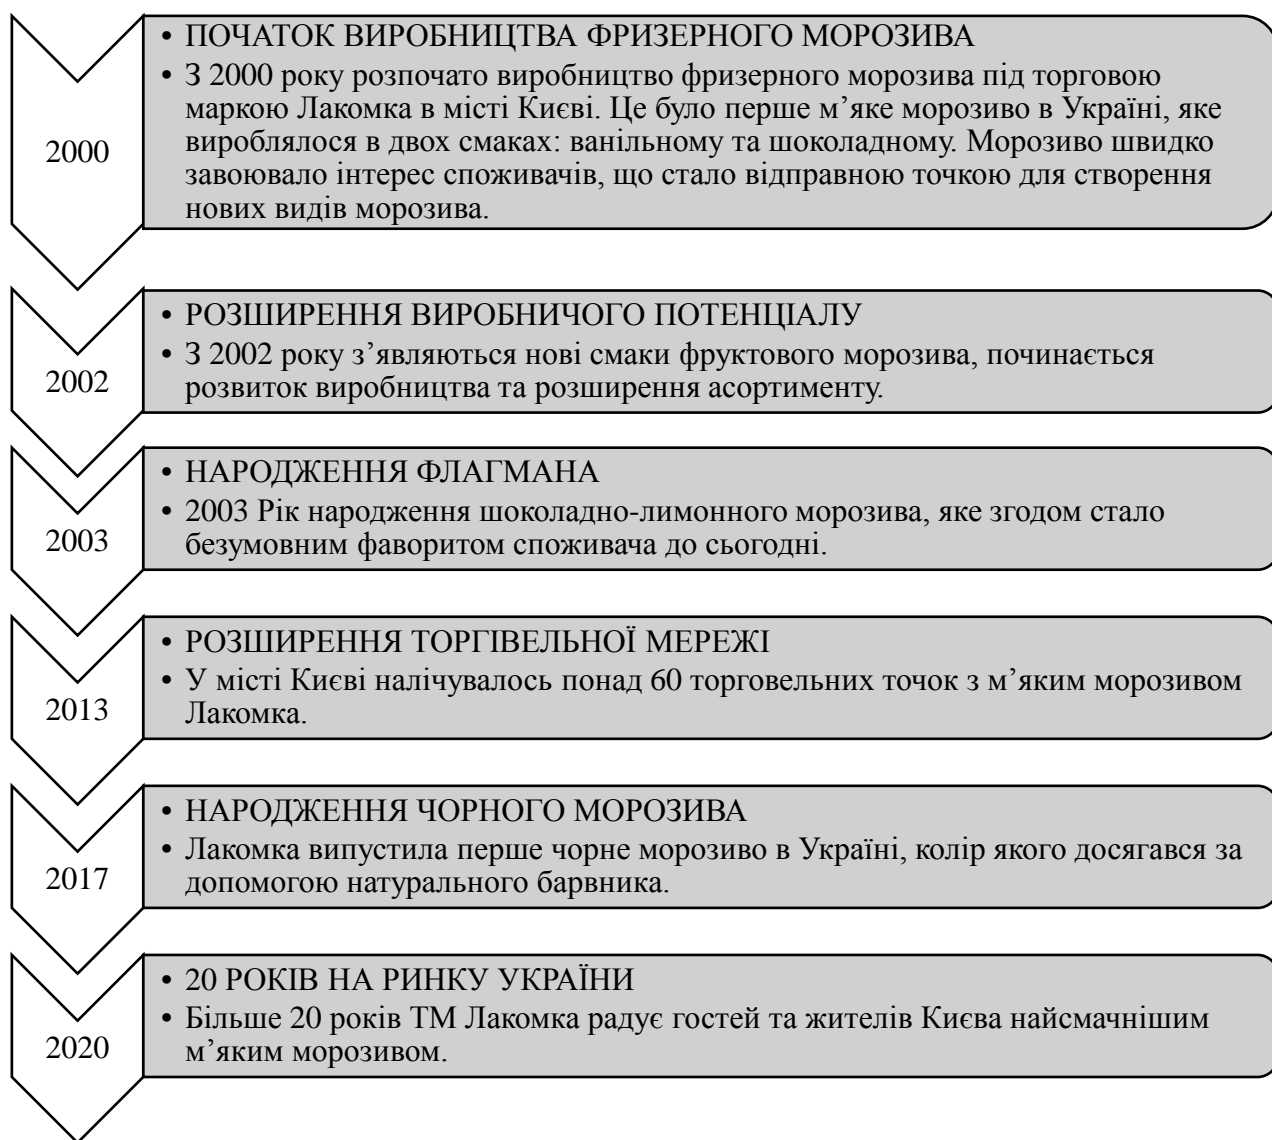 2000
• ПОЧАТОК ВИРОБНИЦТВА ФРИЗЕРНОГО МОРОЗИВА
• З 2000 року розпочато виробництво фризерного морозива під торговою
маркою Лакомка в місті Києві. Це було перше м’яке морозиво в Україні, яке
вироблялося в двох смаках: ванільному та шоколадному. Морозиво швидко
завоювало інтерес споживачів, що стало відправною точкою для створення
нових видів морозива.
2002
• РОЗШИРЕННЯ ВИРОБНИЧОГО ПОТЕНЦІАЛУ
• З 2002 року з’являються нові смаки фруктового морозива, починається
розвиток виробництва та розширення асортименту.
2003
• НАРОДЖЕННЯ ФЛАГМАНА
• 2003 Рік народження шоколадно-лимонного морозива, яке згодом стало
безумовним фаворитом споживача до сьогодні.
2013
• РОЗШИРЕННЯ ТОРГІВЕЛЬНОЇ МЕРЕЖІ
• У місті Києві налічувалось понад 60 торговельних точок з м’яким морозивом
Лакомка.
2017
• НАРОДЖЕННЯ ЧОРНОГО МОРОЗИВА
• Лакомка випустила перше чорне морозиво в Україні, колір якого досягався за
допомогою натурального барвника.
2020
• 20 РОКІВ НА РИНКУ УКРАЇНИ
• Більше 20 років ТМ Лакомка радує гостей та жителів Києва найсмачнішим
м’яким морозивом.